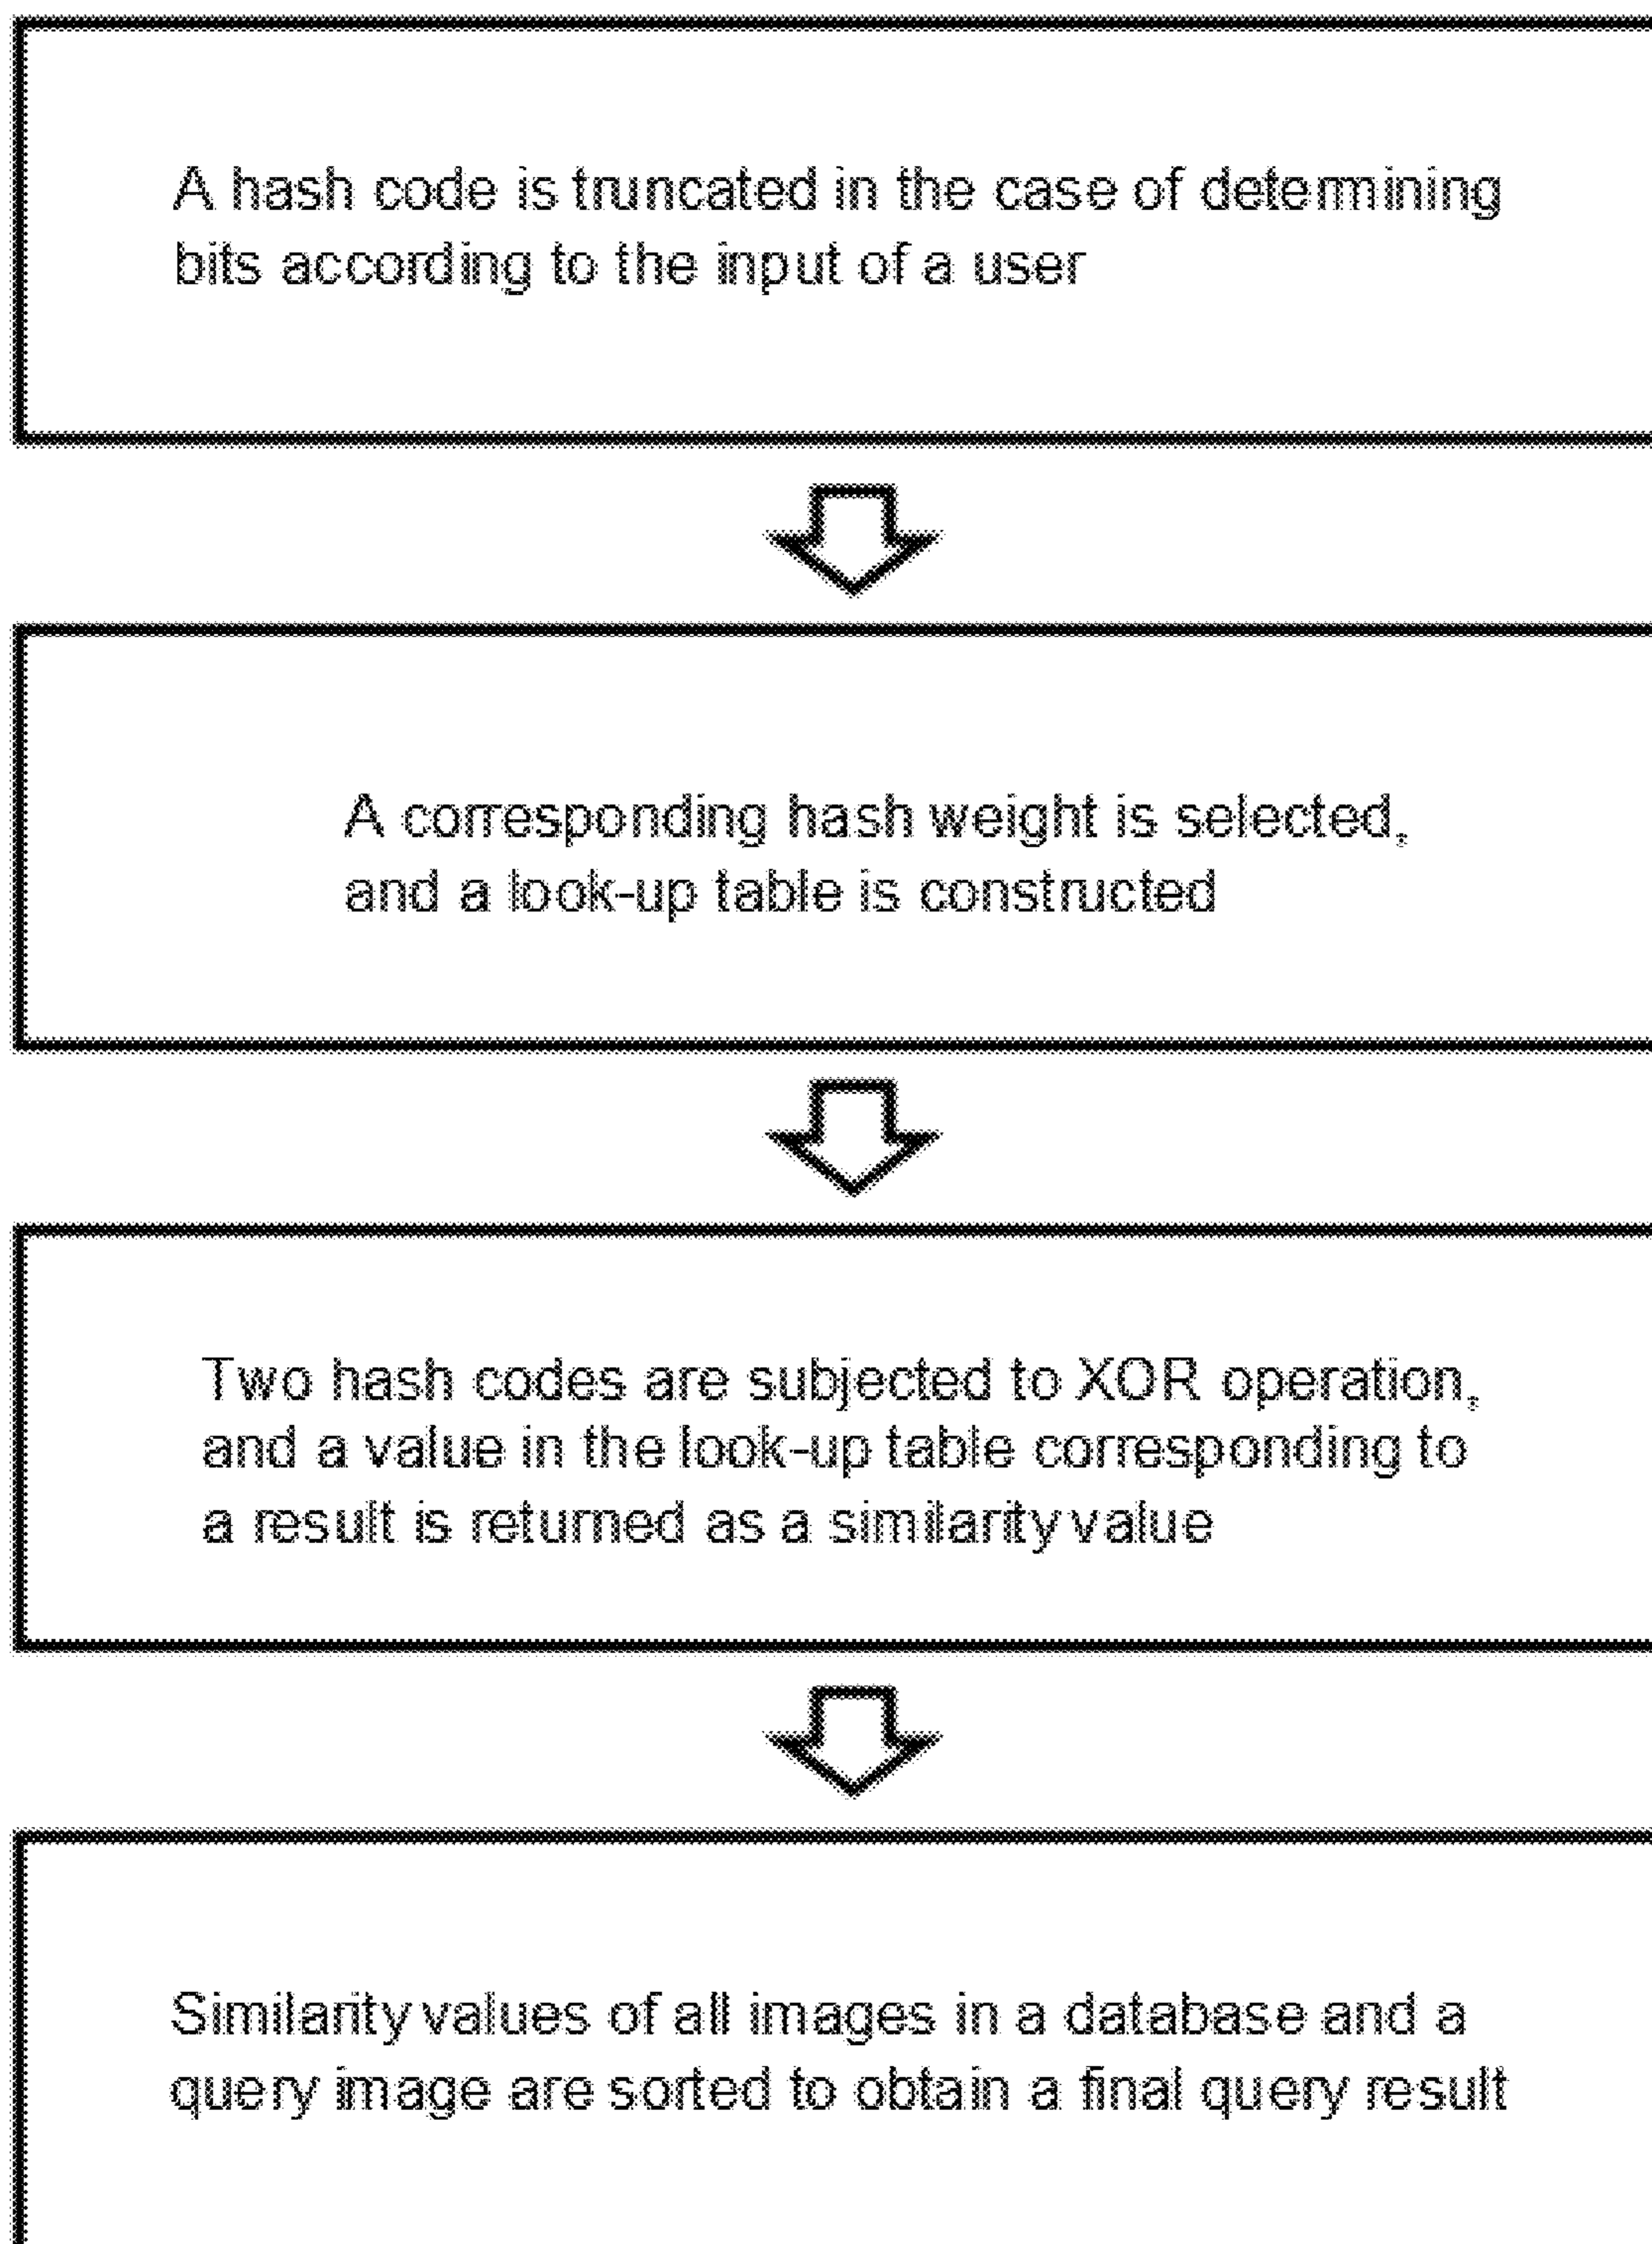 A hash code is truncated in the case of determining
bits according to the input of a user
A corresponding hash weight is selected,
and a look-up table is constructed
Two hash codes are subjected to XOR operation,
and a value in the look-up table corresponding to
a result is returned as a similarity value
Similarity values of all images in a database and a
query image are sorted to obtain a final query result